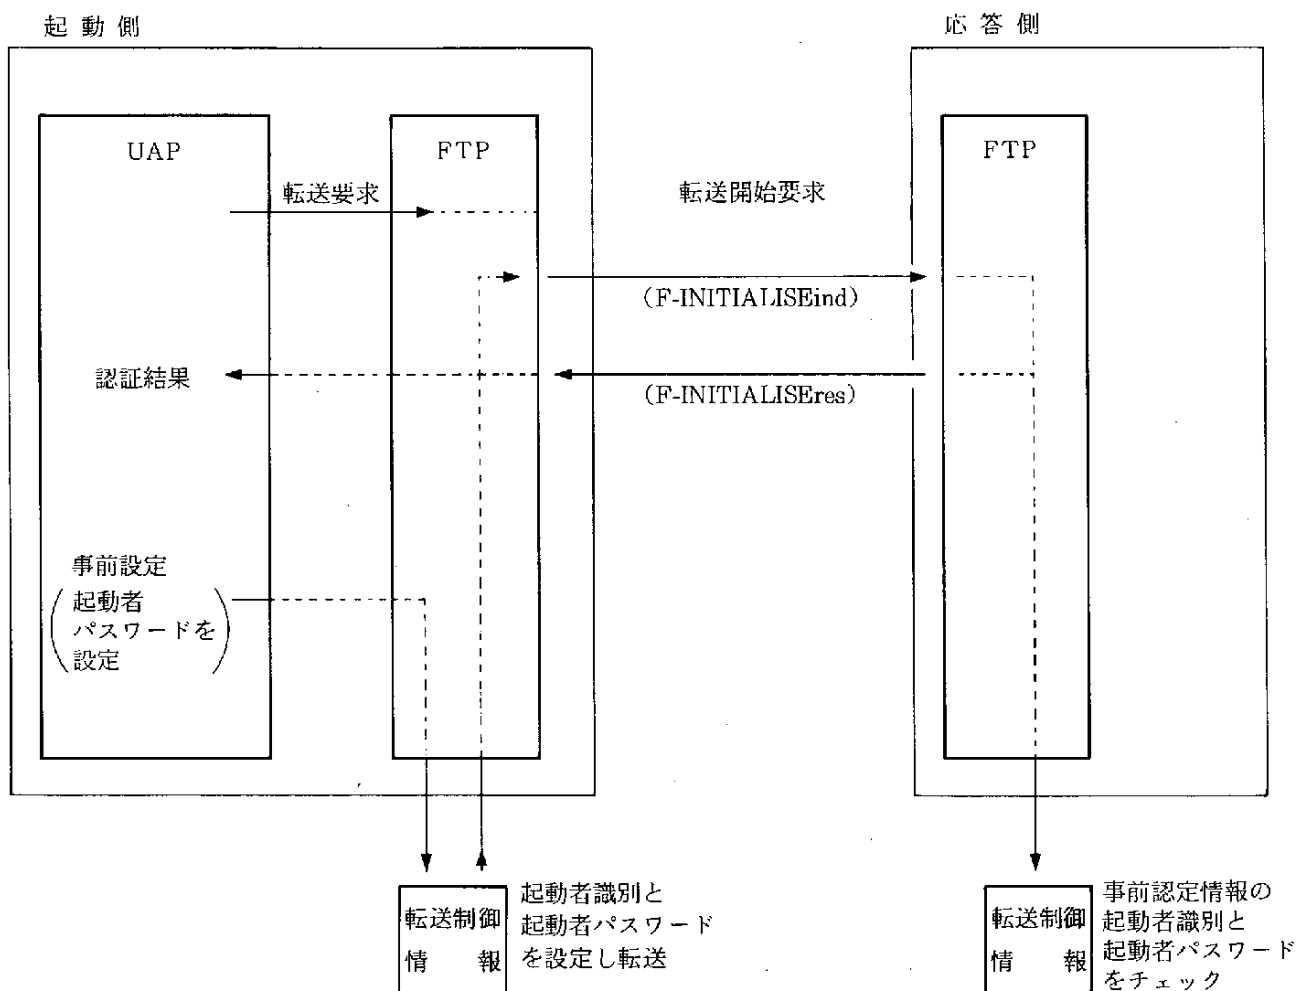 起動側
応答側
UAP
FTP
FTP
転送要求
転送開始要求
(F-INITIALISEind)
認証結果
(F-INITIALISEres)
事前設定
起動者
パスワードを
設定
転送制御
情報
起動者識別と
起動者パスワード
を設定し転送
転送制御
情報
事前認定情報の
起動者識別と
起動者パスワード
をチェック